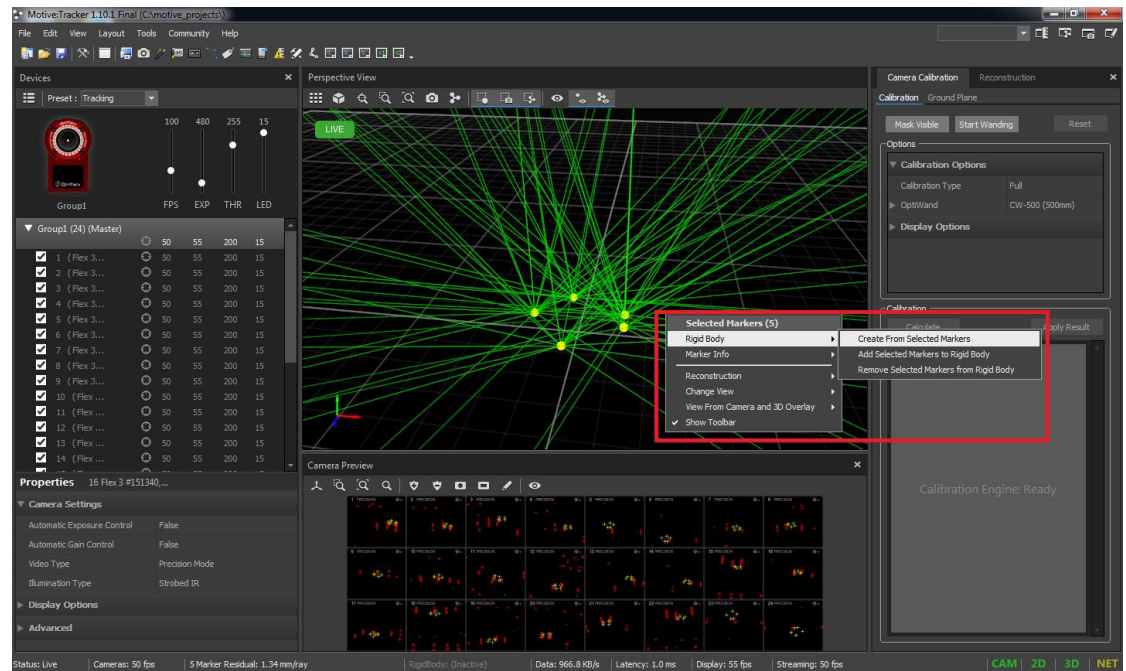 Motive:Tracker 1.10.1 Final (C:\motive_projects\)
File Edit View Layout Tools Community Help
Devices
Preset : Tracking
100 480 255 15
OptiTrack
Group1
FPS EXP THR LED
Group1 (24) (Master)
50 55 200 15
1 (Flex 3... 50 55 200 15
2 (Flex 3... 50 55 200 15
3 (Flex 3... 50 55 200 15
4 (Flex 3... 50 55 200 15
5 (Flex 3... 50 55 200 15
6 (Flex 3... 50 55 200 15
7 (Flex 3... 50 55 200 15
8 (Flex 3... 50 55 200 15
9 (Flex 3... 50 55 200 15
10 (Flex ... 50 55 200 15
11 (Flex ... 50 55 200 15
12 (Flex ... 50 55 200 15
13 (Flex ... 50 55 200 15
14 (Flex ... 50 55 200 15
Properties 16 Flex 3 #151340,...
Camera Settings
Automatic Exposure Control False
Automatic Gain Control False
Video Type Precision Mode
Illumination Type Strobed IR
Display Options
Advanced
Perspective View
LIVE
Selected Markers (5)
Rigid Body
Marker Info
Reconstruction
Change View
View From Camera and 3D Overlay
Show Toolbar
Create From Selected Markers
Add Selected Markers to Rigid Body
Remove Selected Markers from Rigid Body
Camera Preview
Camera Calibration Reconstruction
Calibration Ground Plane
Mask Visible Start Wanding Reset
Options
Calibration Options
Calibration Type Full
OptiWand CW-500 (500mm)
Display Options
Calibration
Calculate Apply Result
Calibration Engine: Ready
Status: Live Cameras: 50 fps 5 Marker Residual: 1.34 mm/ray RigidBody: (Inactive) Data: 966.8 KB/s Latency: 1.0 ms Display: 55 fps Streaming: 50 fps CAM 2D 3D NET